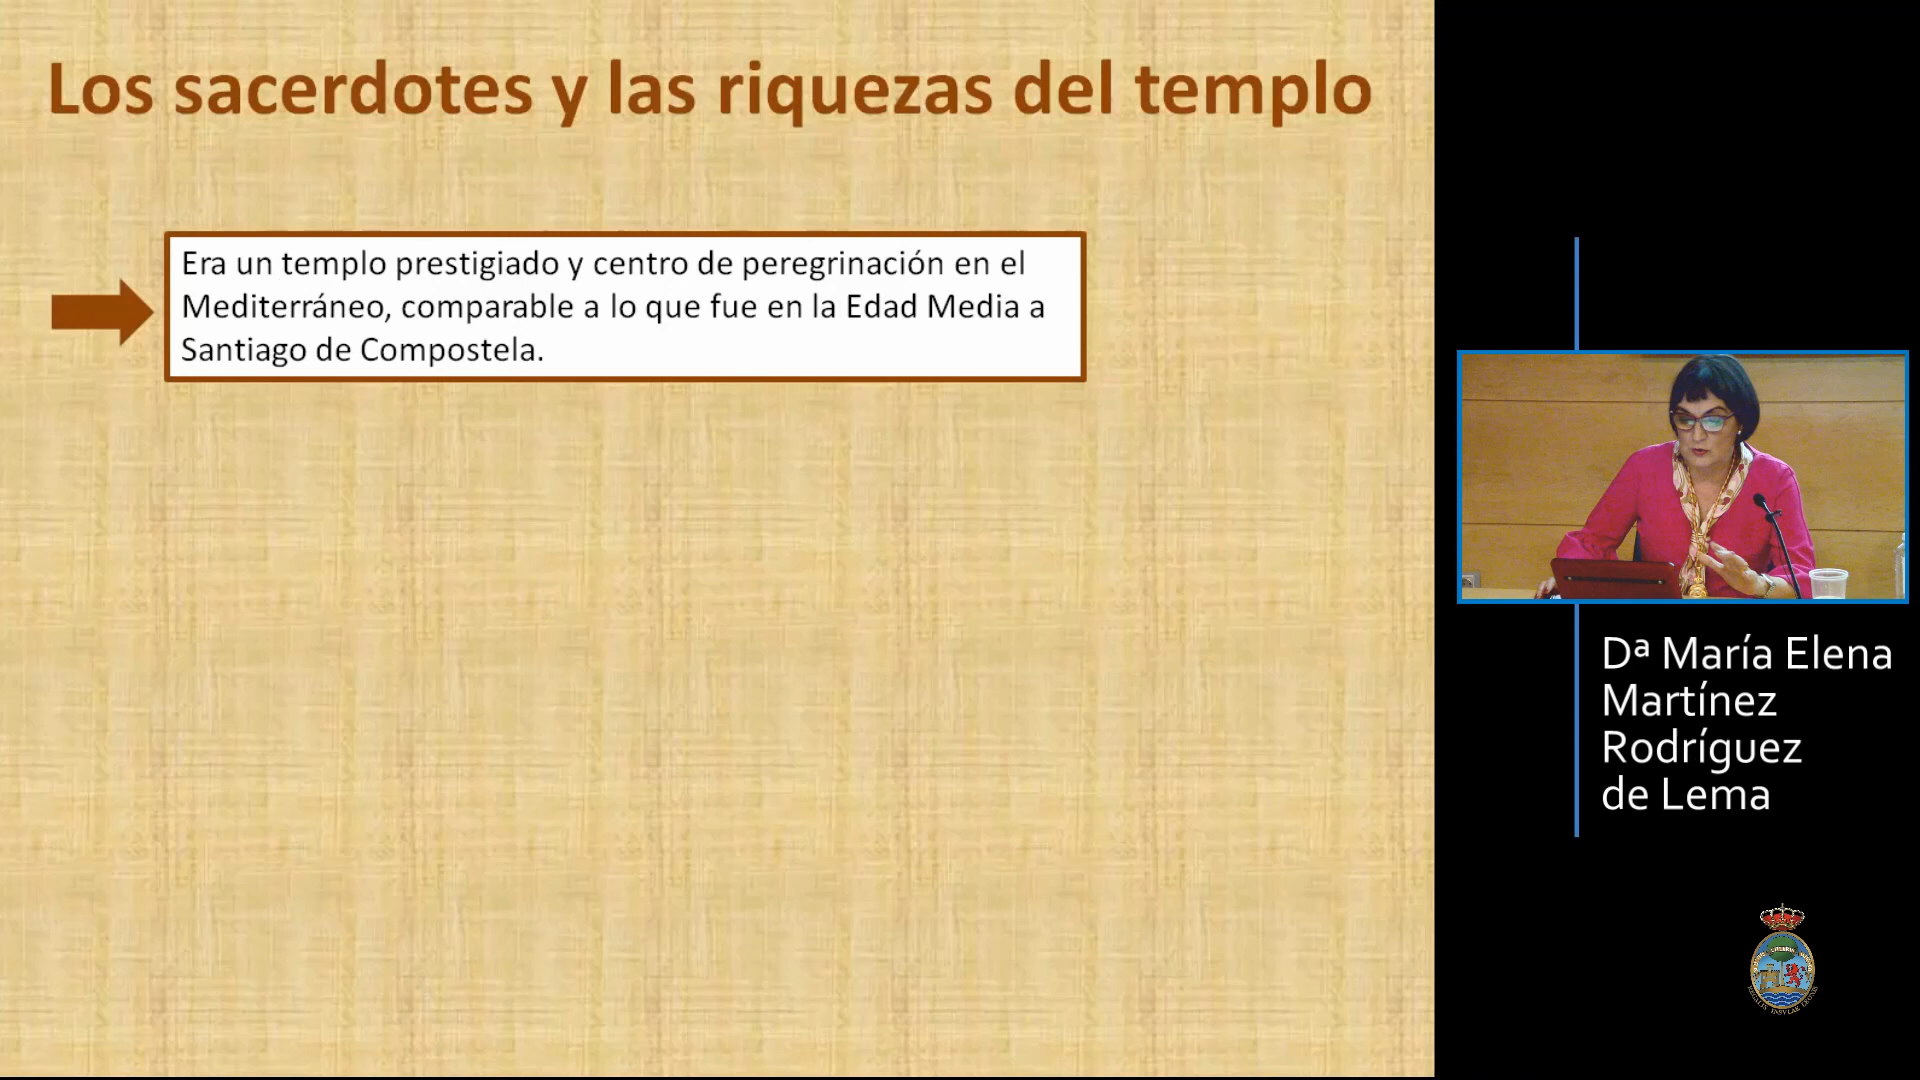 Los sacerdotes y las riquezas del templo
Era un templo prestigiado y centro de peregrinación en el
Mediterráneo, comparable a lo que fue en la Edad Media a
Santiago de Compostela.
Dª María Elena
Martínez
Rodríguez
de Lema